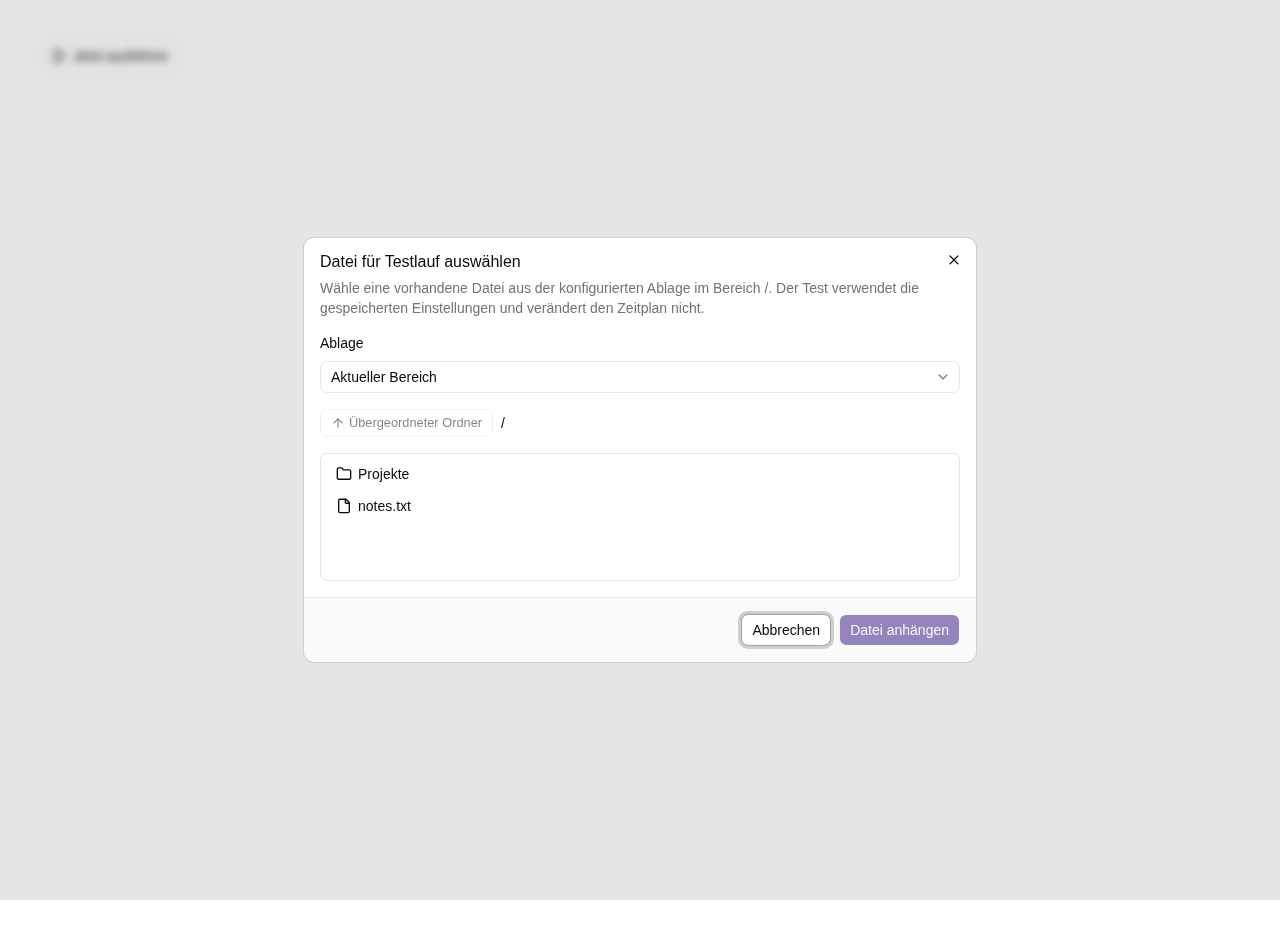 Datei für Testlauf auswählen
Wähle eine vorhandene Datei aus der konfigurierten Ablage im Bereich /. Der Test verwendet die
gespeicherten Einstellungen und verändert den Zeitplan nicht.
Ablage
Aktueller Bereich
Übergeordneter Ordner /
Projekte
notes.txt
Abbrechen Datei anhängen